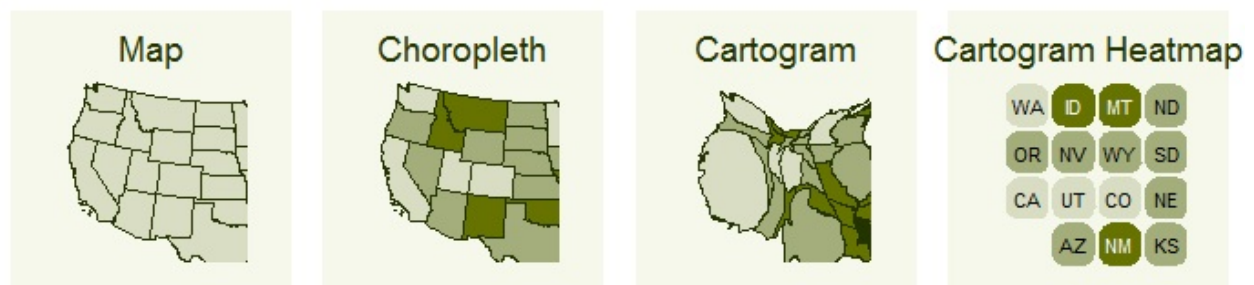 Map
Choropleth
Cartogram
Cartogram Heatmap
WA ID MT ND
OR NV WY SD
CA UT CO NE
AZ NM KS